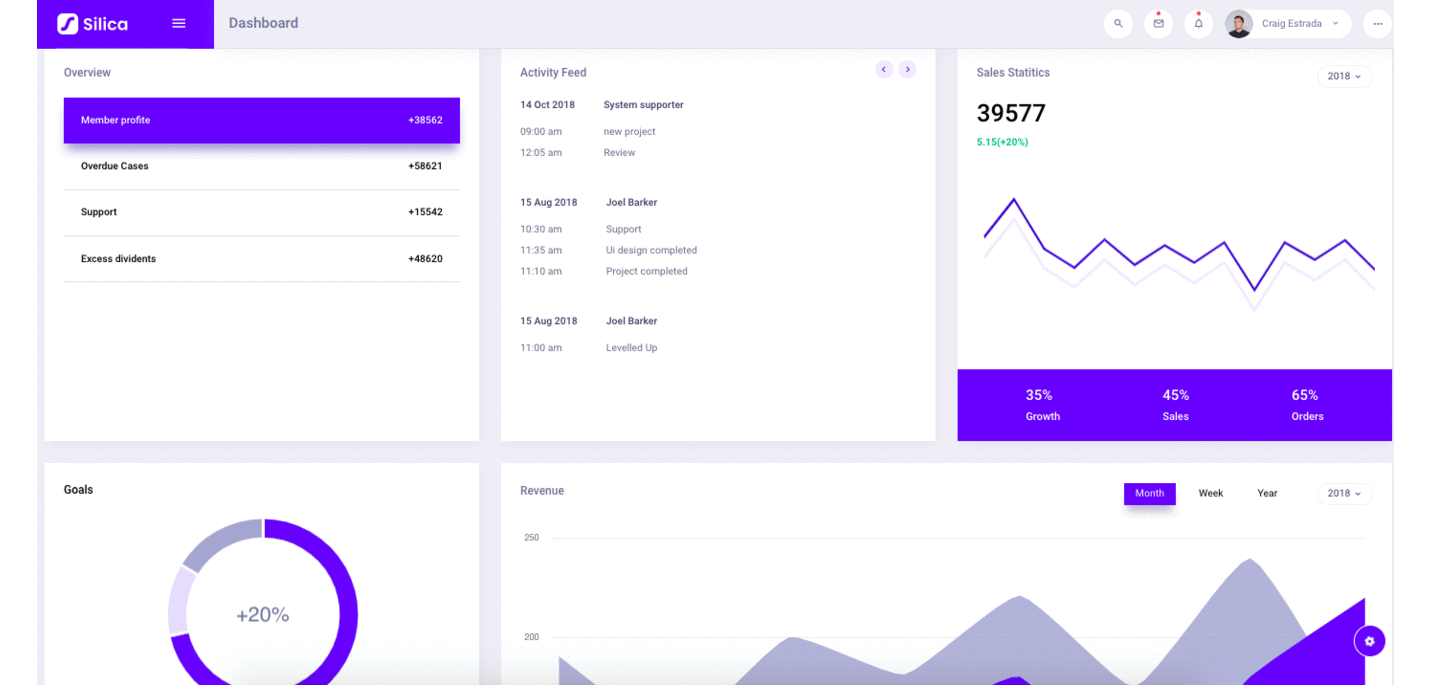 Silica
Dashboard
Craig Estrada
Overview
Member profite +38562
Overdue Cases +58621
Support +15542
Excess dividents +48620
Activity Feed
14 Oct 2018 System supporter
09:00 am new project
12:05 am Review
15 Aug 2018 Joel Barker
10:30 am Support
11:35 am Ui design completed
11:10 am Project completed
15 Aug 2018 Joel Barker
11:00 am Levelled Up
Sales Statitics
2018
39577
5.15(+20%)
35% 45% 65%
Growth Sales Orders
Goals
+20%
Revenue
Month Week Year 2018
250
200